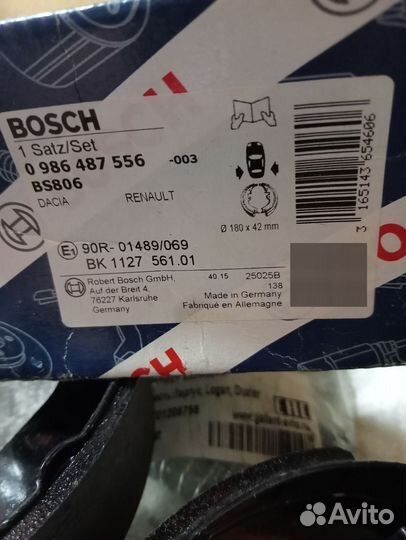 BOSCH
1 Satz/Set
0 986 487 556 -003
BS806
DACIA RENAULT
Ø 180 x 42 mm
3 165143 654606
E1 90R- 01489/069
BK 1127 561.01
Robert Bosch GmbH,
Auf der Breit 4,
76227 Karlsruhe
Germany
40 15 25025B
138
Made in Germany
Fabriqué en Allemagne
Logan, Duster
Avito